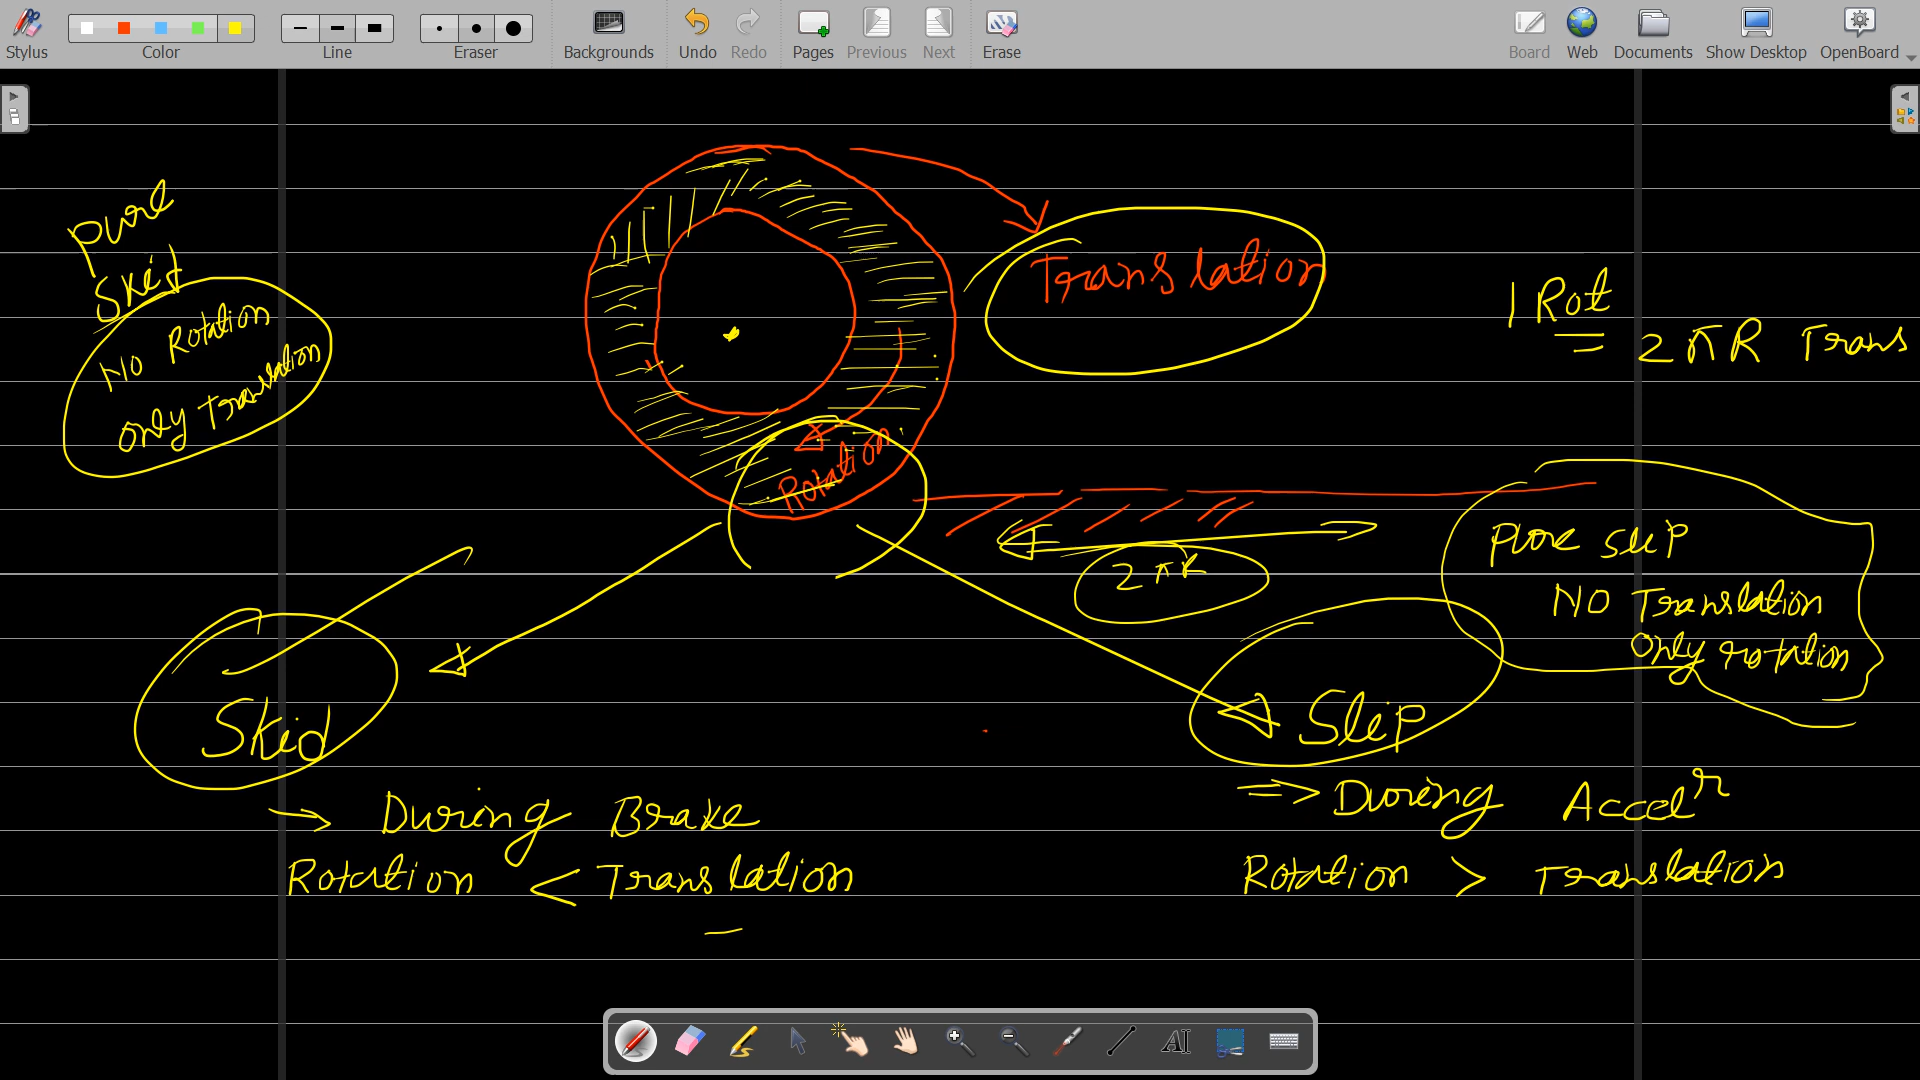 Stylus
Color
Line
Eraser
Backgrounds
Undo
Redo
Pages
Previous
Next
Erase
Board
Web
Documents
Show Desktop
OpenBoard
Pure
Skid
NO Rotation
Only Translation
Translation
Rotation
1 Rot
= 2πR Trans
2πR
Pure Slip
NO Translation
Only rotation
Skid
→ During Brake
Rotation < Translation
Slip
⇒ During Accelⁿ
Rotation > Translation